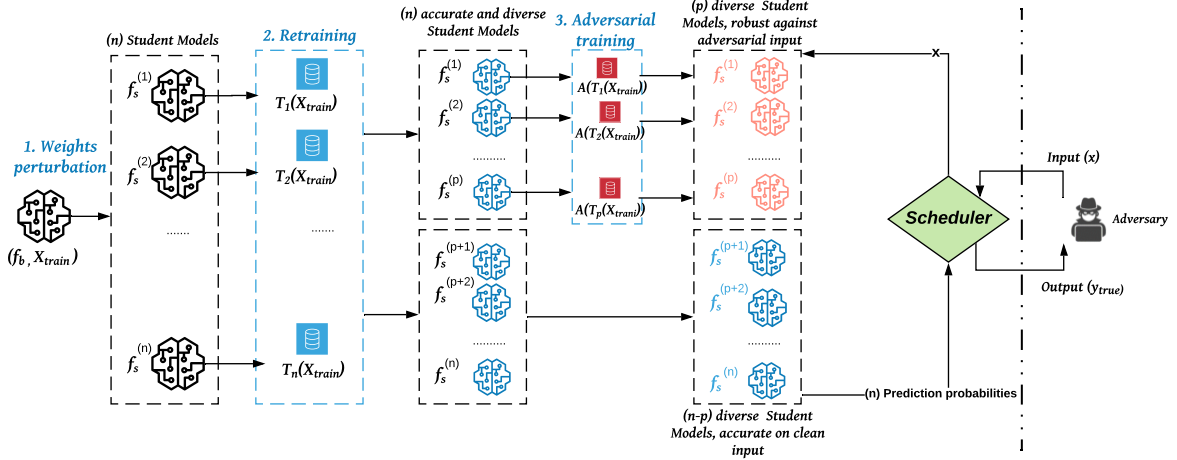 1. Weights
perturbation
(f_b, X_train)
(n) Student Models
f_s^(1)
f_s^(2)
.......
f_s^(n)
2. Retraining
T_1(X_train)
T_2(X_train)
.......
T_n(X_train)
(n) accurate and diverse
Student Models
f_s^(1)
f_s^(2)
..........
f_s^(p)
f_s^(p+1)
f_s^(p+2)
..........
f_s^(n)
3. Adversarial
training
A(T_1(X_train))
A(T_2(X_train))
..........
A(T_p(X_trani))
(p) diverse Student
Models, robust against
adversarial input
f_s^(1)
f_s^(2)
..........
f_s^(p)
f_s^(p+1)
f_s^(p+2)
..........
f_s^(n)
(n-p) diverse Student
Models, accurate on clean
input
x
Scheduler
(n) Prediction probabilities
Input (x)
Adversary
Output (y_true)